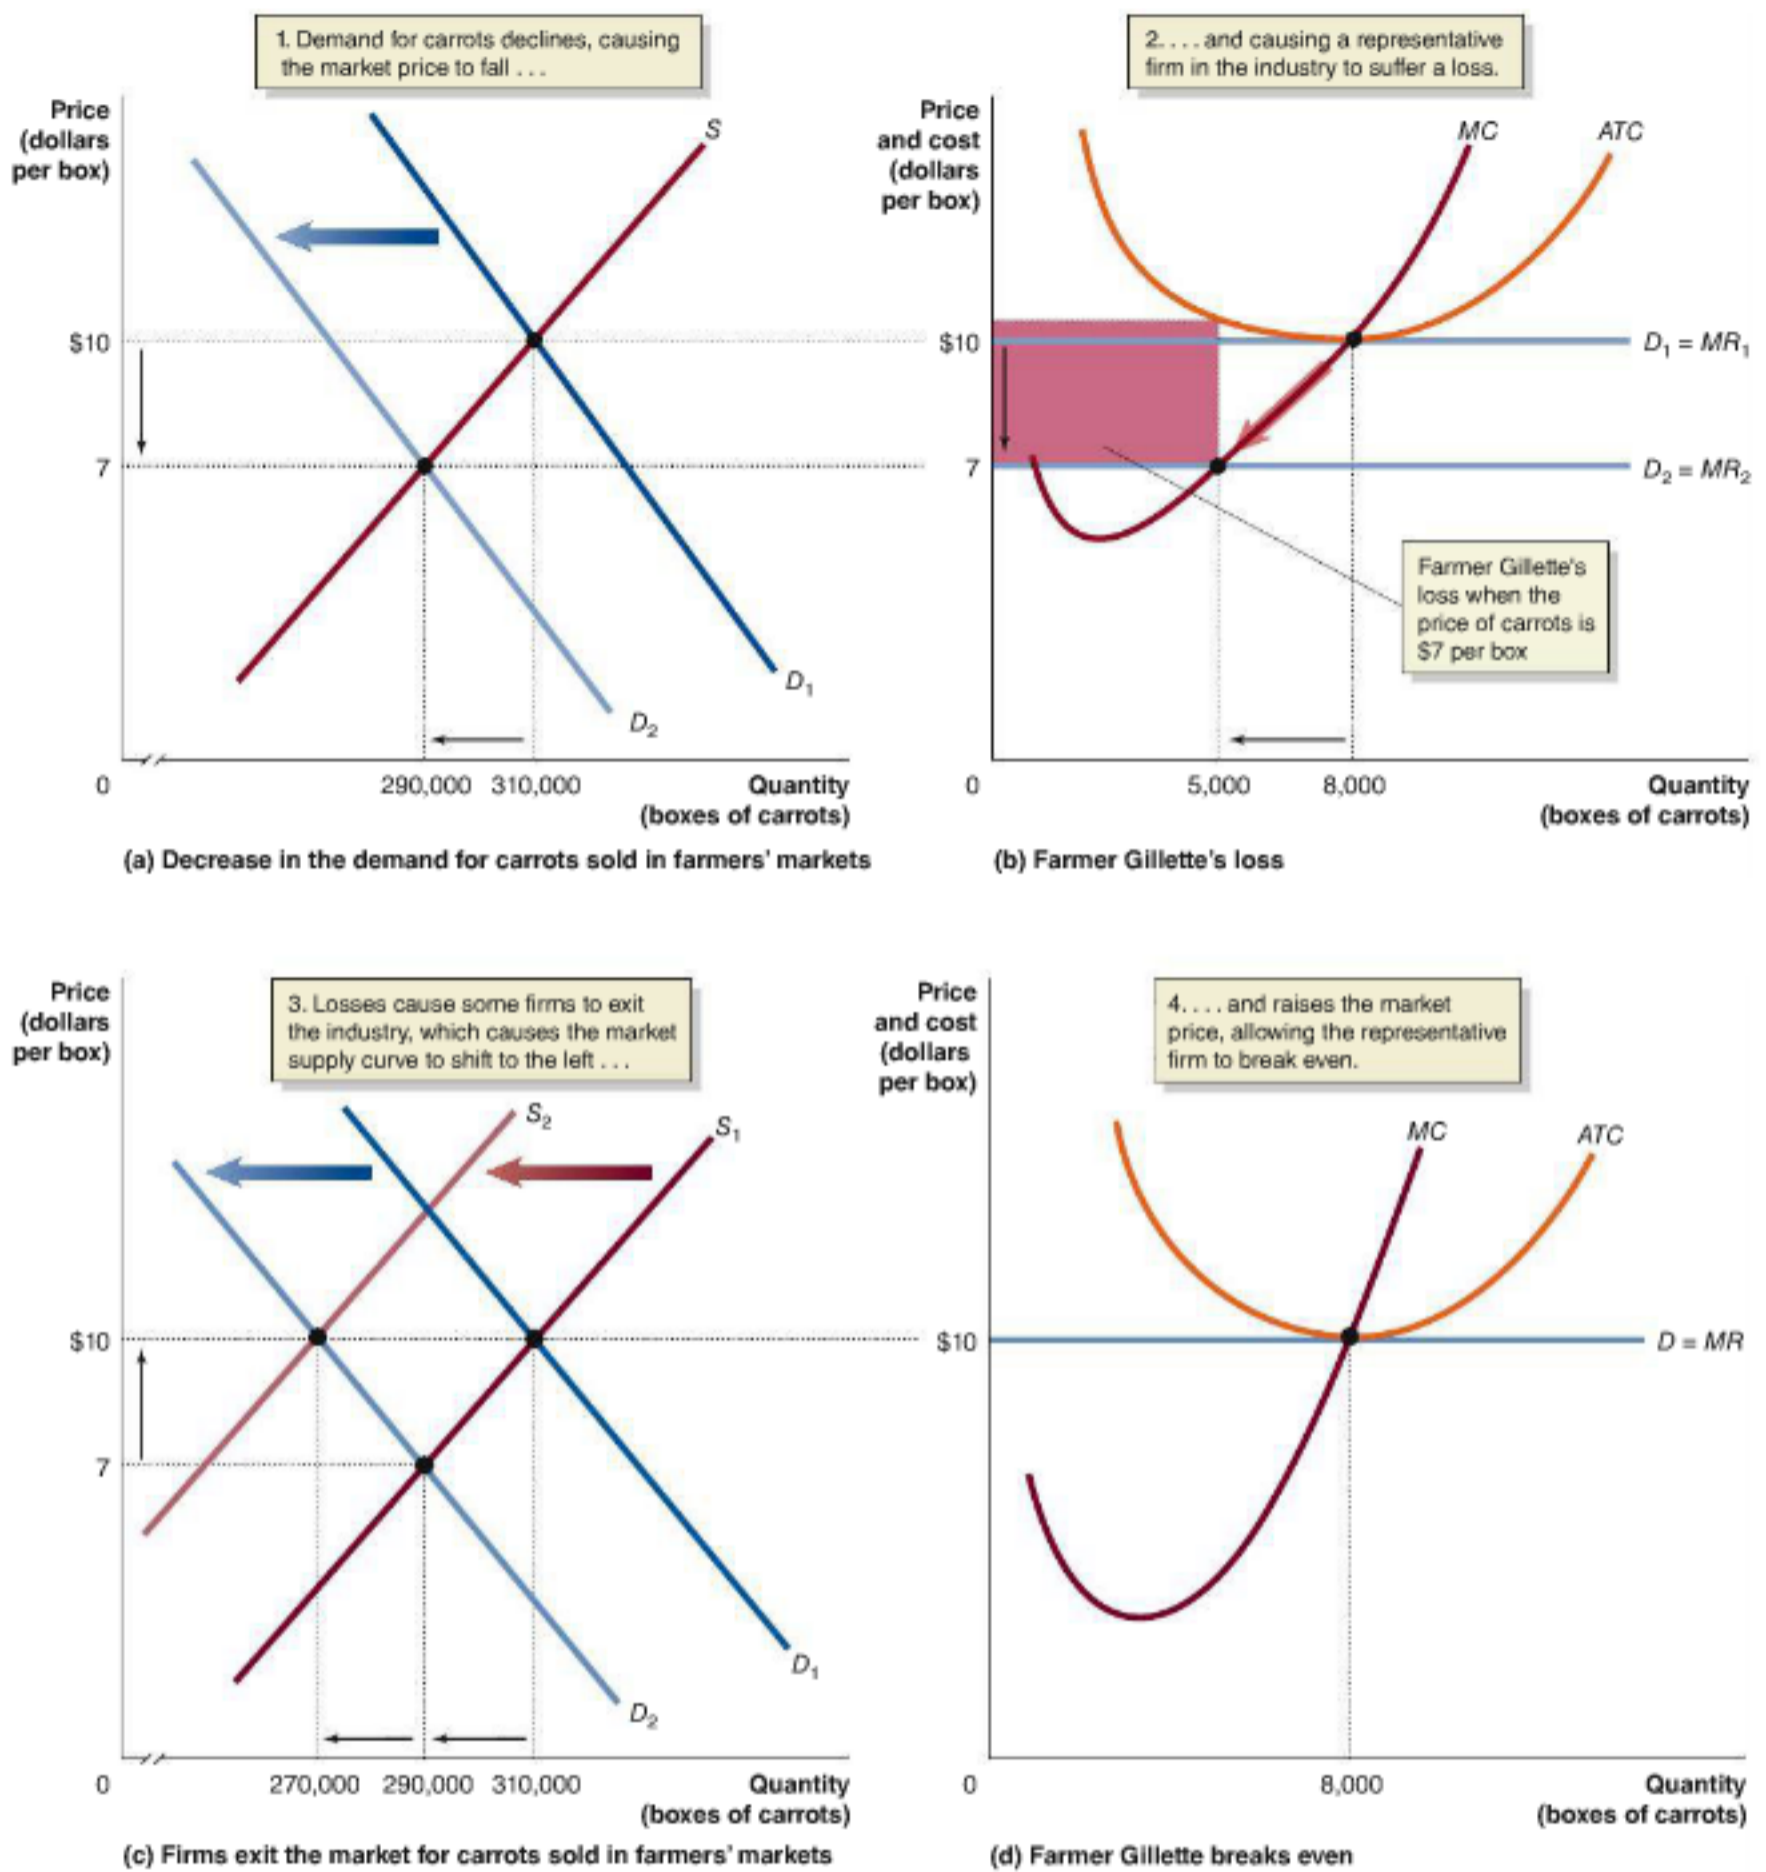 1. Demand for carrots declines, causing
the market price to fall . . .
Price
(dollars
per box)
S
$10
7
D1
D2
0
290,000
310,000
Quantity
(boxes of carrots)
(a) Decrease in the demand for carrots sold in farmers' markets
2. . . . and causing a representative
firm in the industry to suffer a loss.
Price
and cost
(dollars
per box)
MC
ATC
$10
D1 = MR1
7
D2 = MR2
Farmer Gillette's
loss when the
price of carrots is
$7 per box
0
5,000
8,000
Quantity
(boxes of carrots)
(b) Farmer Gillette's loss
3. Losses cause some firms to exit
the industry, which causes the market
supply curve to shift to the left . . .
Price
(dollars
per box)
S2
S1
$10
7
D1
D2
0
270,000
290,000
310,000
Quantity
(boxes of carrots)
(c) Firms exit the market for carrots sold in farmers' markets
4. . . . and raises the market
price, allowing the representative
firm to break even.
Price
and cost
(dollars
per box)
MC
ATC
$10
D = MR
0
8,000
Quantity
(boxes of carrots)
(d) Farmer Gillette breaks even